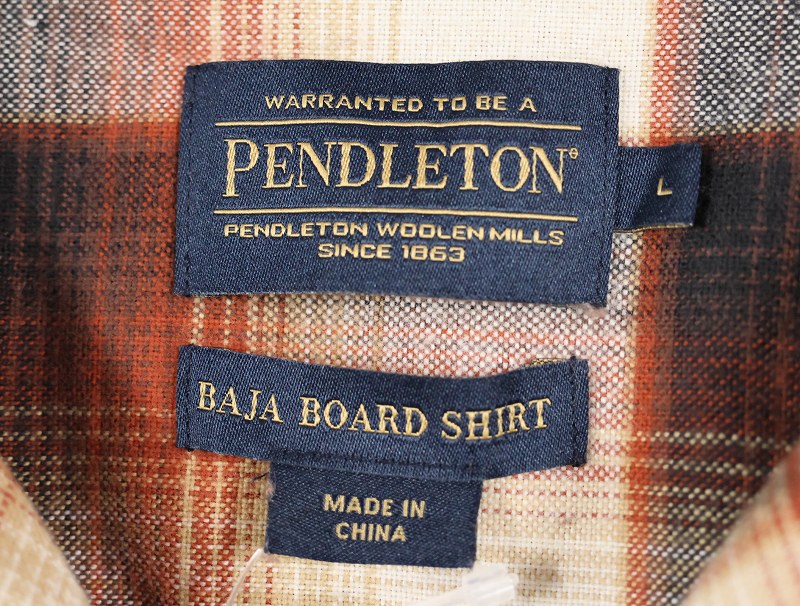 WARRANTED TO BE A
PENDLETON®
L
PENDLETON WOOLEN MILLS
SINCE 1863
BAJA BOARD SHIRT
MADE IN
CHINA